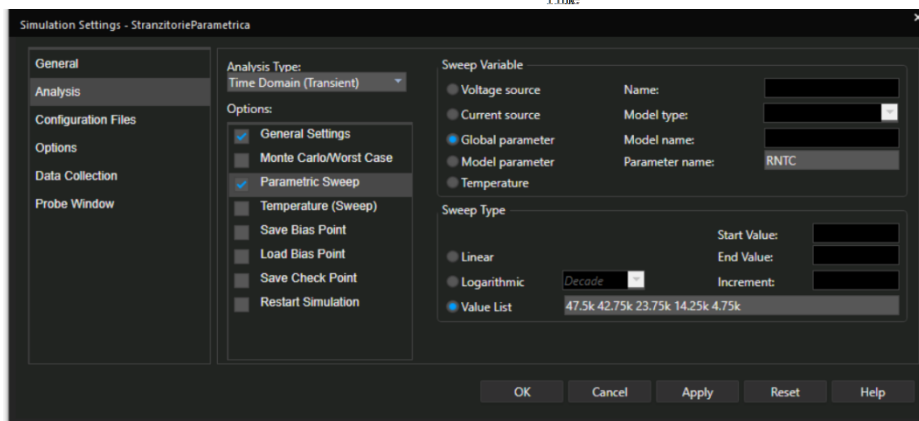 Time
Simulation Settings - StranzitorieParametrica
General
Analysis
Configuration Files
Options
Data Collection
Probe Window
Analysis Type:
Time Domain (Transient)
Options:
General Settings
Monte Carlo/Worst Case
Parametric Sweep
Temperature (Sweep)
Save Bias Point
Load Bias Point
Save Check Point
Restart Simulation
Sweep Variable
Voltage source
Name:
Current source
Model type:
Global parameter
Model name:
Model parameter
Parameter name: RNTC
Temperature
Sweep Type
Start Value:
Linear
End Value:
Logarithmic
Decade
Increment:
Value List
47.5k 42.75k 23.75k 14.25k 4.75k
OK
Cancel
Apply
Reset
Help